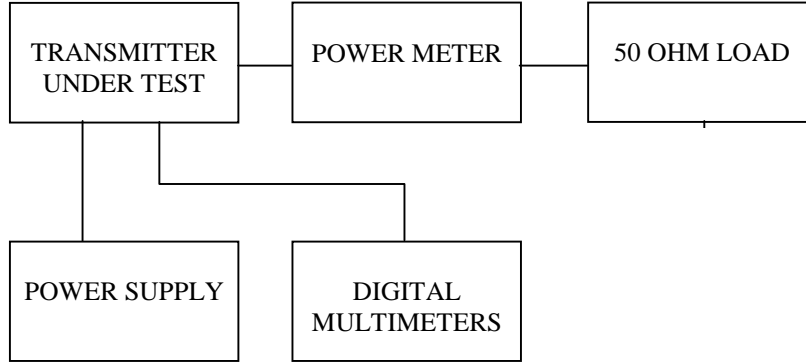 TRANSMITTER
UNDER TEST
POWER METER
50 OHM LOAD
POWER SUPPLY
DIGITAL
MULTIMETERS